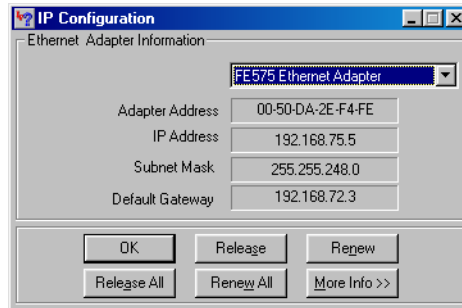 IP Configuration
Ethernet Adapter Information
FE575 Ethernet Adapter
Adapter Address 00-50-DA-2E-F4-FE
IP Address 192.168.75.5
Subnet Mask 255.255.248.0
Default Gateway 192.168.72.3
OK Release Renew
Release All Renew All More Info >>